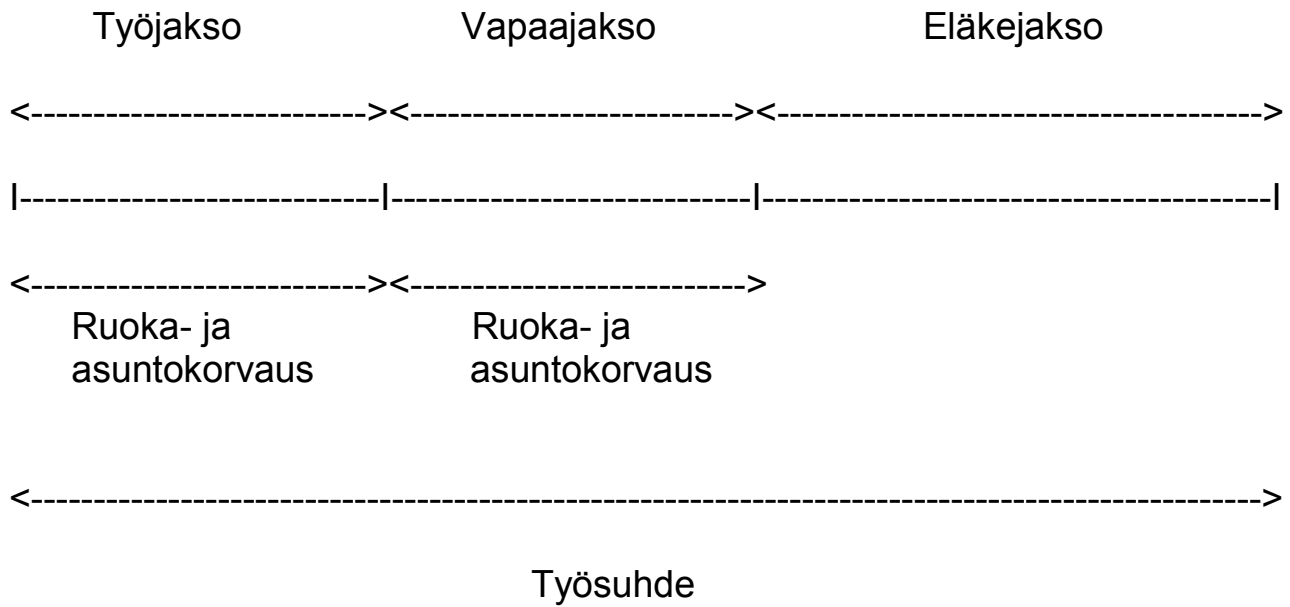 Työjakso Vapaajakso Eläkejakso
<---------------------------><-------------------------><------------------------------------->
|----------------------------|----------------------------|---------------------------------------|
<---------------------------><-------------------------->
Ruoka- ja Ruoka- ja
asuntokorvaus asuntokorvaus
<------------------------------------------------------------------------------------------------>
Työsuhde